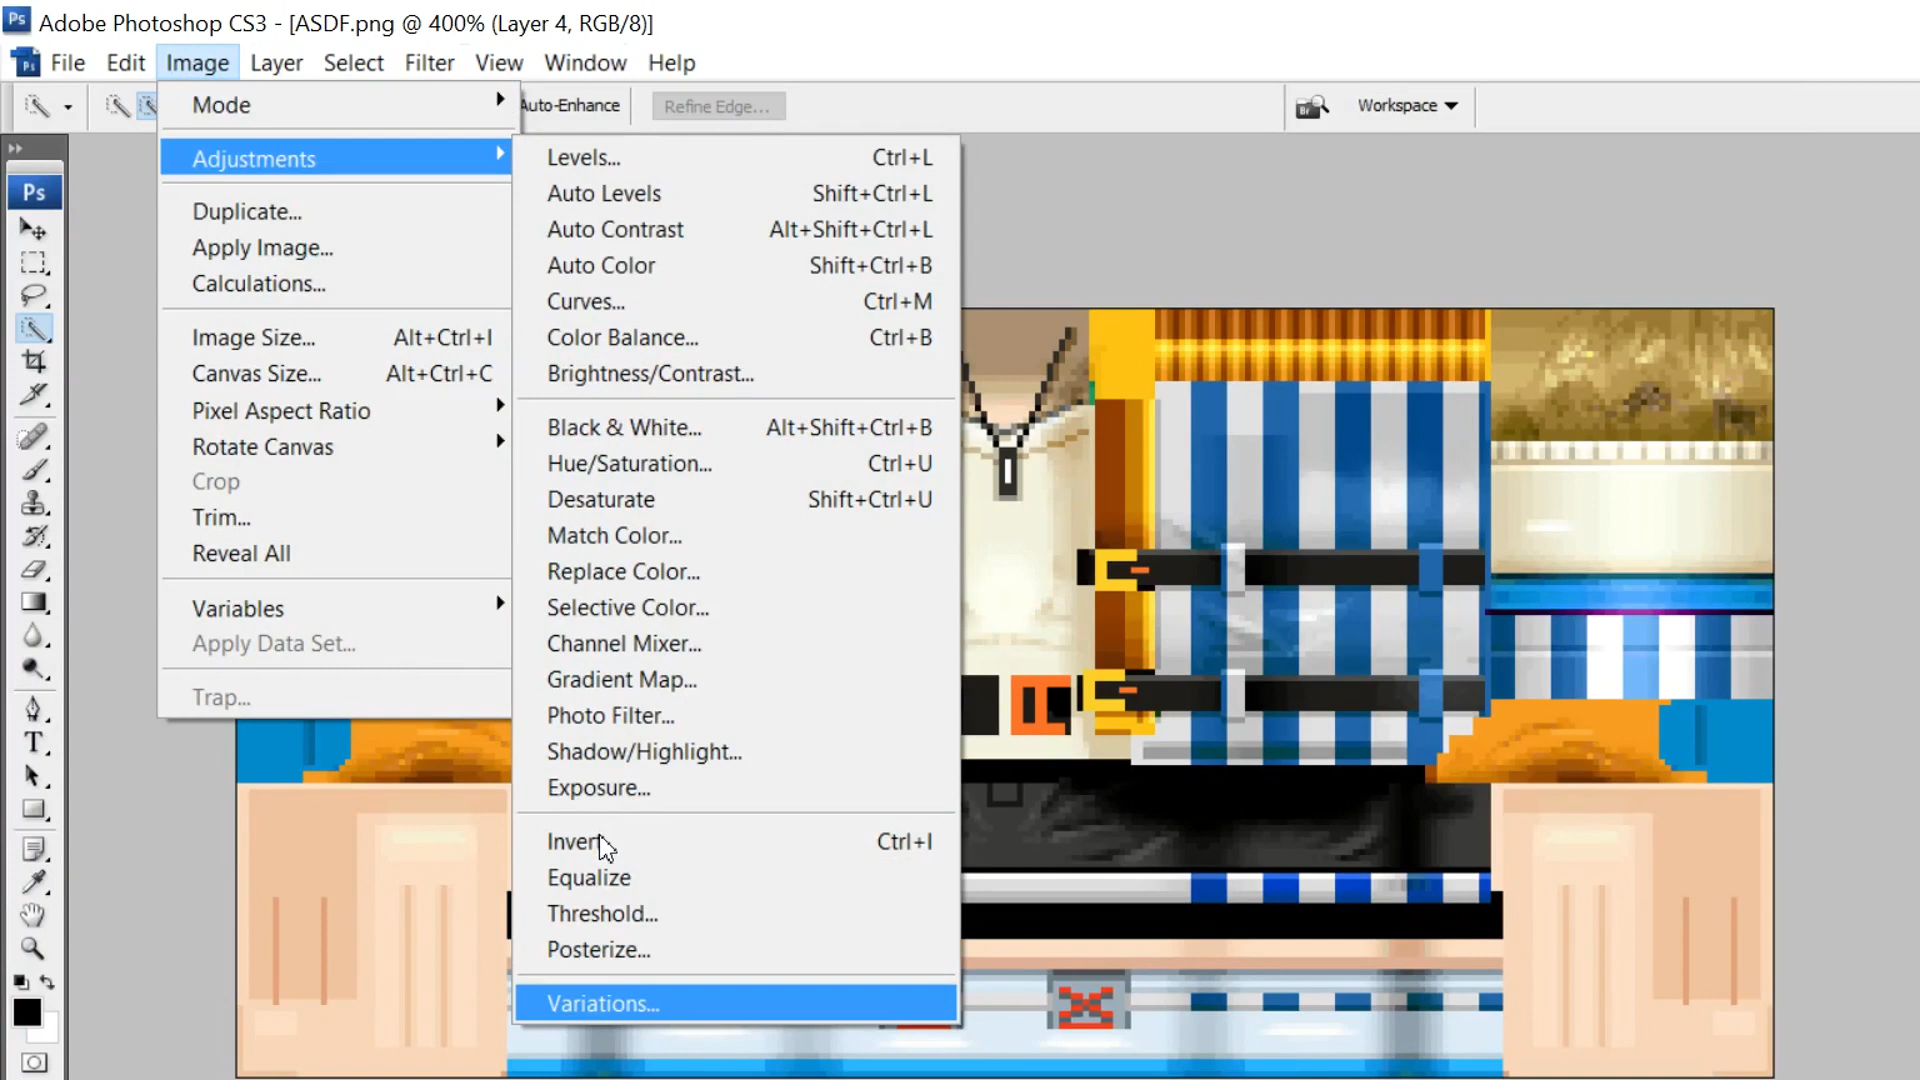 Ps Adobe Photoshop CS3 - [ASDF.png @ 400% (Layer 4, RGB/8)]
Ps File Edit Image Layer Select Filter View Window Help
Auto-Enhance Refine Edge... Br Workspace
Ps
Mode
Adjustments
Duplicate...
Apply Image...
Calculations...
Image Size... Alt+Ctrl+I
Canvas Size... Alt+Ctrl+C
Pixel Aspect Ratio
Rotate Canvas
Crop
Trim...
Reveal All
Variables
Apply Data Set...
Trap...
Levels... Ctrl+L
Auto Levels Shift+Ctrl+L
Auto Contrast Alt+Shift+Ctrl+L
Auto Color Shift+Ctrl+B
Curves... Ctrl+M
Color Balance... Ctrl+B
Brightness/Contrast...
Black & White... Alt+Shift+Ctrl+B
Hue/Saturation... Ctrl+U
Desaturate Shift+Ctrl+U
Match Color...
Replace Color...
Selective Color...
Channel Mixer...
Gradient Map...
Photo Filter...
Shadow/Highlight...
Exposure...
Invert Ctrl+I
Equalize
Threshold...
Posterize...
Variations...